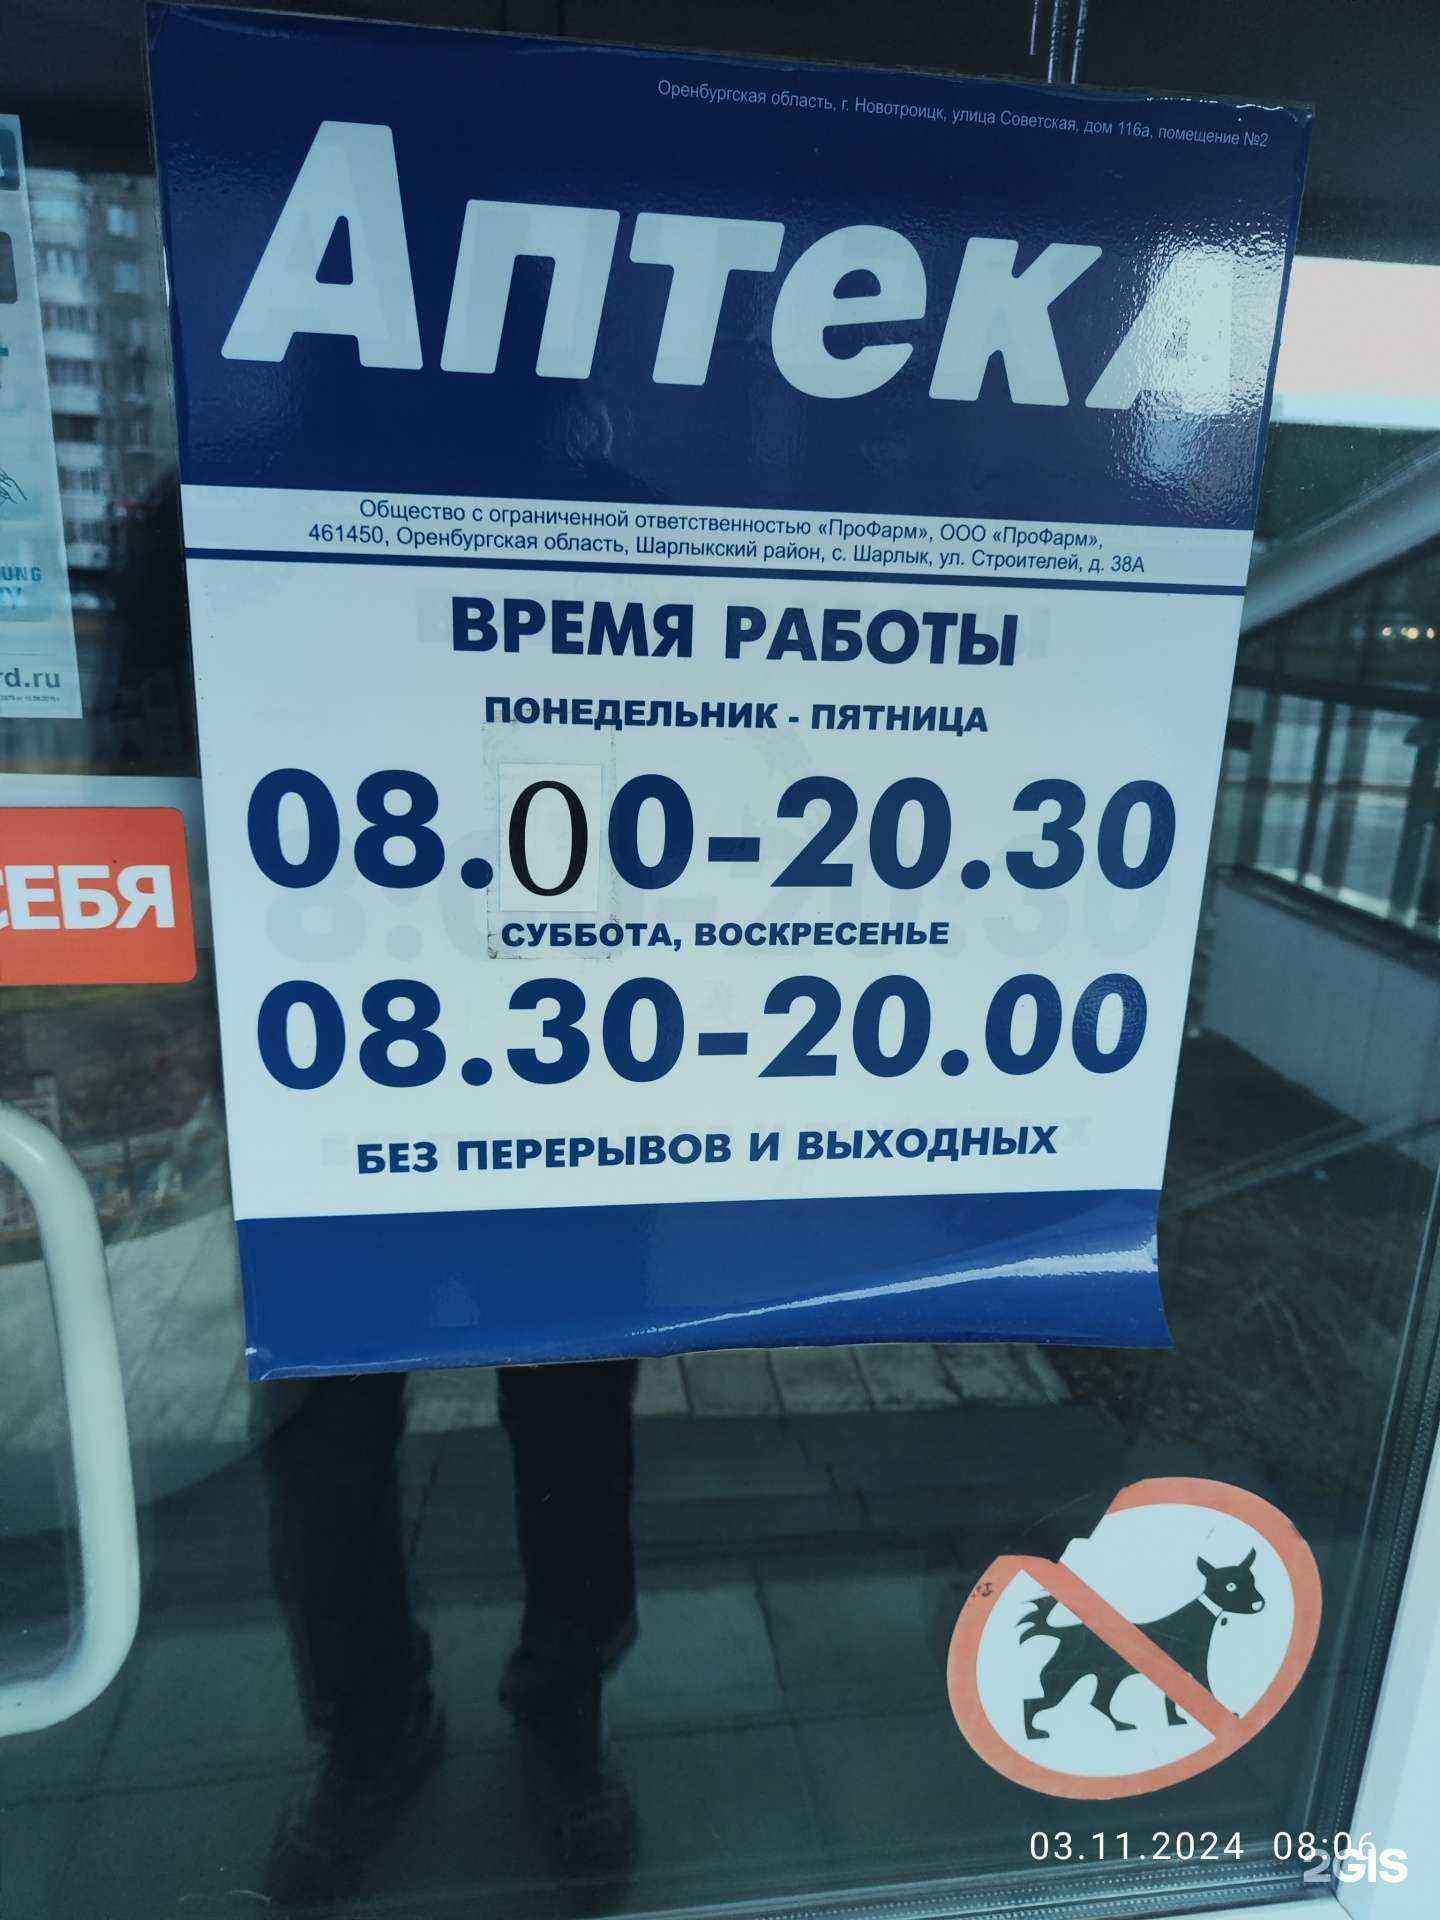 Оренбургская область, г. Новотроицк, улица Советская, дом 116а, помещение №2
Аптека
Общество с ограниченной ответственностью «ПроФарм», ООО «ПроФарм»,
461450, Оренбургская область, Шарлыкский район, с. Шарлык, ул. Строителей, д. 38А
ВРЕМЯ РАБОТЫ
ПОНЕДЕЛЬНИК - ПЯТНИЦА
08.00-20.30
СУББОТА, ВОСКРЕСЕНЬЕ
08.30-20.00
БЕЗ ПЕРЕРЫВОВ И ВЫХОДНЫХ
rd.ru
СЕБЯ
03.11.2024 08:06
2GIS